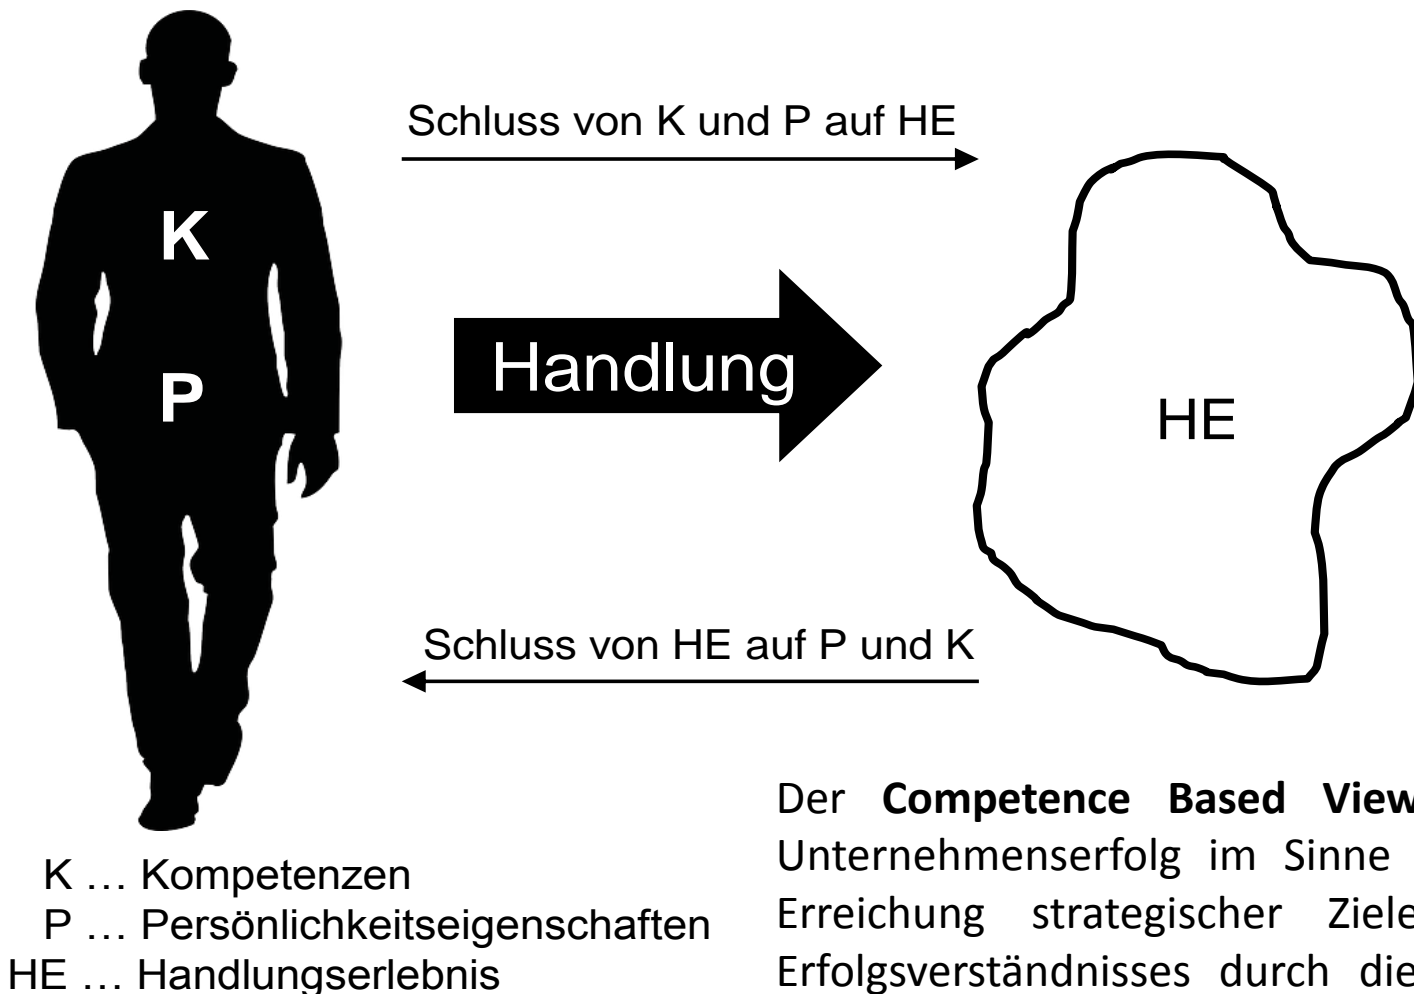 Schluss von K und P auf HE
K
P
Handlung
HE
Schluss von HE auf P und K
K … Kompetenzen
P … Persönlichkeitseigenschaften
HE … Handlungserlebnis
Der Competence Based View
Unternehmenserfolg im Sinne
Erreichung strategischer Ziele
Erfolgsverständnisses durch die